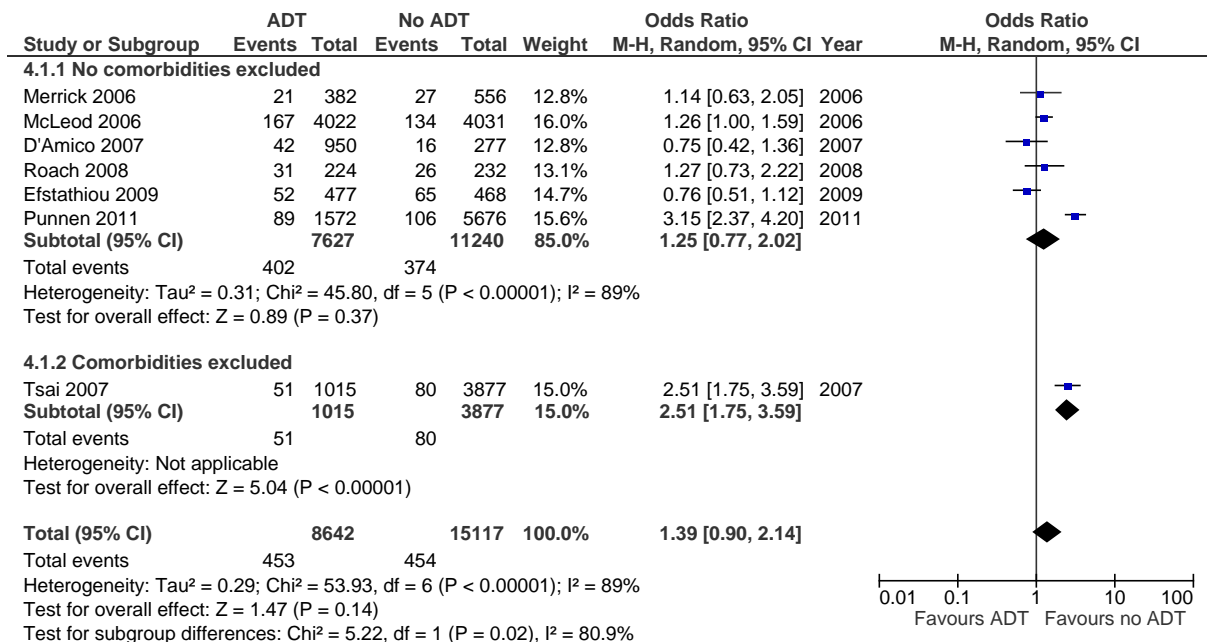 ADT No ADT Odds Ratio Odds Ratio
Study or Subgroup Events Total Events Total Weight M-H, Random, 95% CI Year M-H, Random, 95% CI
4.1.1 No comorbidities excluded
Merrick 2006 21 382 27 556 12.8% 1.14 [0.63, 2.05] 2006
McLeod 2006 167 4022 134 4031 16.0% 1.26 [1.00, 1.59] 2006
D'Amico 2007 42 950 16 277 12.8% 0.75 [0.42, 1.36] 2007
Roach 2008 31 224 26 232 13.1% 1.27 [0.73, 2.22] 2008
Efstathiou 2009 52 477 65 468 14.7% 0.76 [0.51, 1.12] 2009
Punnen 2011 89 1572 106 5676 15.6% 3.15 [2.37, 4.20] 2011
Subtotal (95% CI) 7627 11240 85.0% 1.25 [0.77, 2.02]
Total events 402 374
Heterogeneity: Tau² = 0.31; Chi² = 45.80, df = 5 (P < 0.00001); I² = 89%
Test for overall effect: Z = 0.89 (P = 0.37)
4.1.2 Comorbidities excluded
Tsai 2007 51 1015 80 3877 15.0% 2.51 [1.75, 3.59] 2007
Subtotal (95% CI) 1015 3877 15.0% 2.51 [1.75, 3.59]
Total events 51 80
Heterogeneity: Not applicable
Test for overall effect: Z = 5.04 (P < 0.00001)
Total (95% CI) 8642 15117 100.0% 1.39 [0.90, 2.14]
Total events 453 454
Heterogeneity: Tau² = 0.29; Chi² = 53.93, df = 6 (P < 0.00001); I² = 89%
Test for overall effect: Z = 1.47 (P = 0.14)
Test for subgroup differences: Chi² = 5.22, df = 1 (P = 0.02), I² = 80.9%
0.01 0.1 1 10 100
Favours ADT Favours no ADT